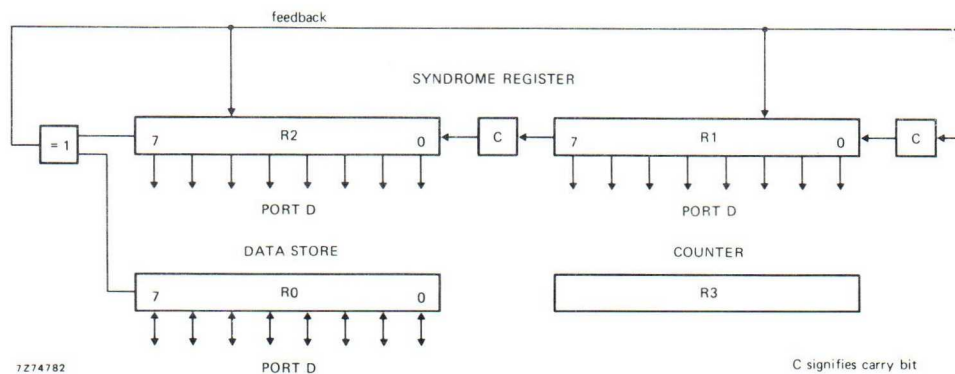 feedback
SYNDROME REGISTER
7 R2 0
C
7 R1 0
C
= 1
PORT D
PORT D
DATA STORE
COUNTER
7 R0 0
R3
7Z74782
PORT D
C signifies carry bit